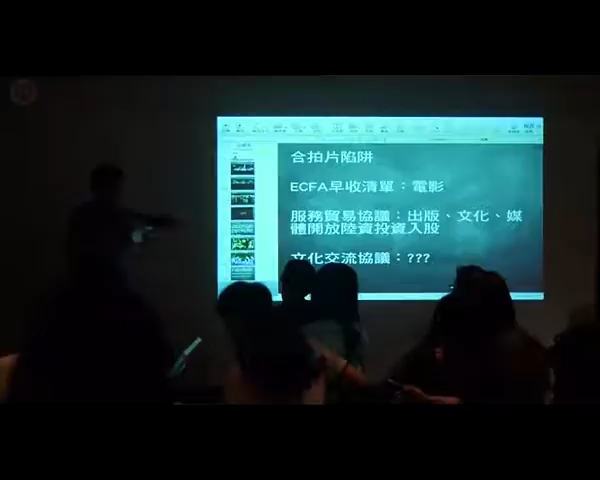 合拍片陷阱
ECFA早收清單：電影
服務貿易協議：出版、文化、媒
體開放陸資投資入股
文化交流協議：???